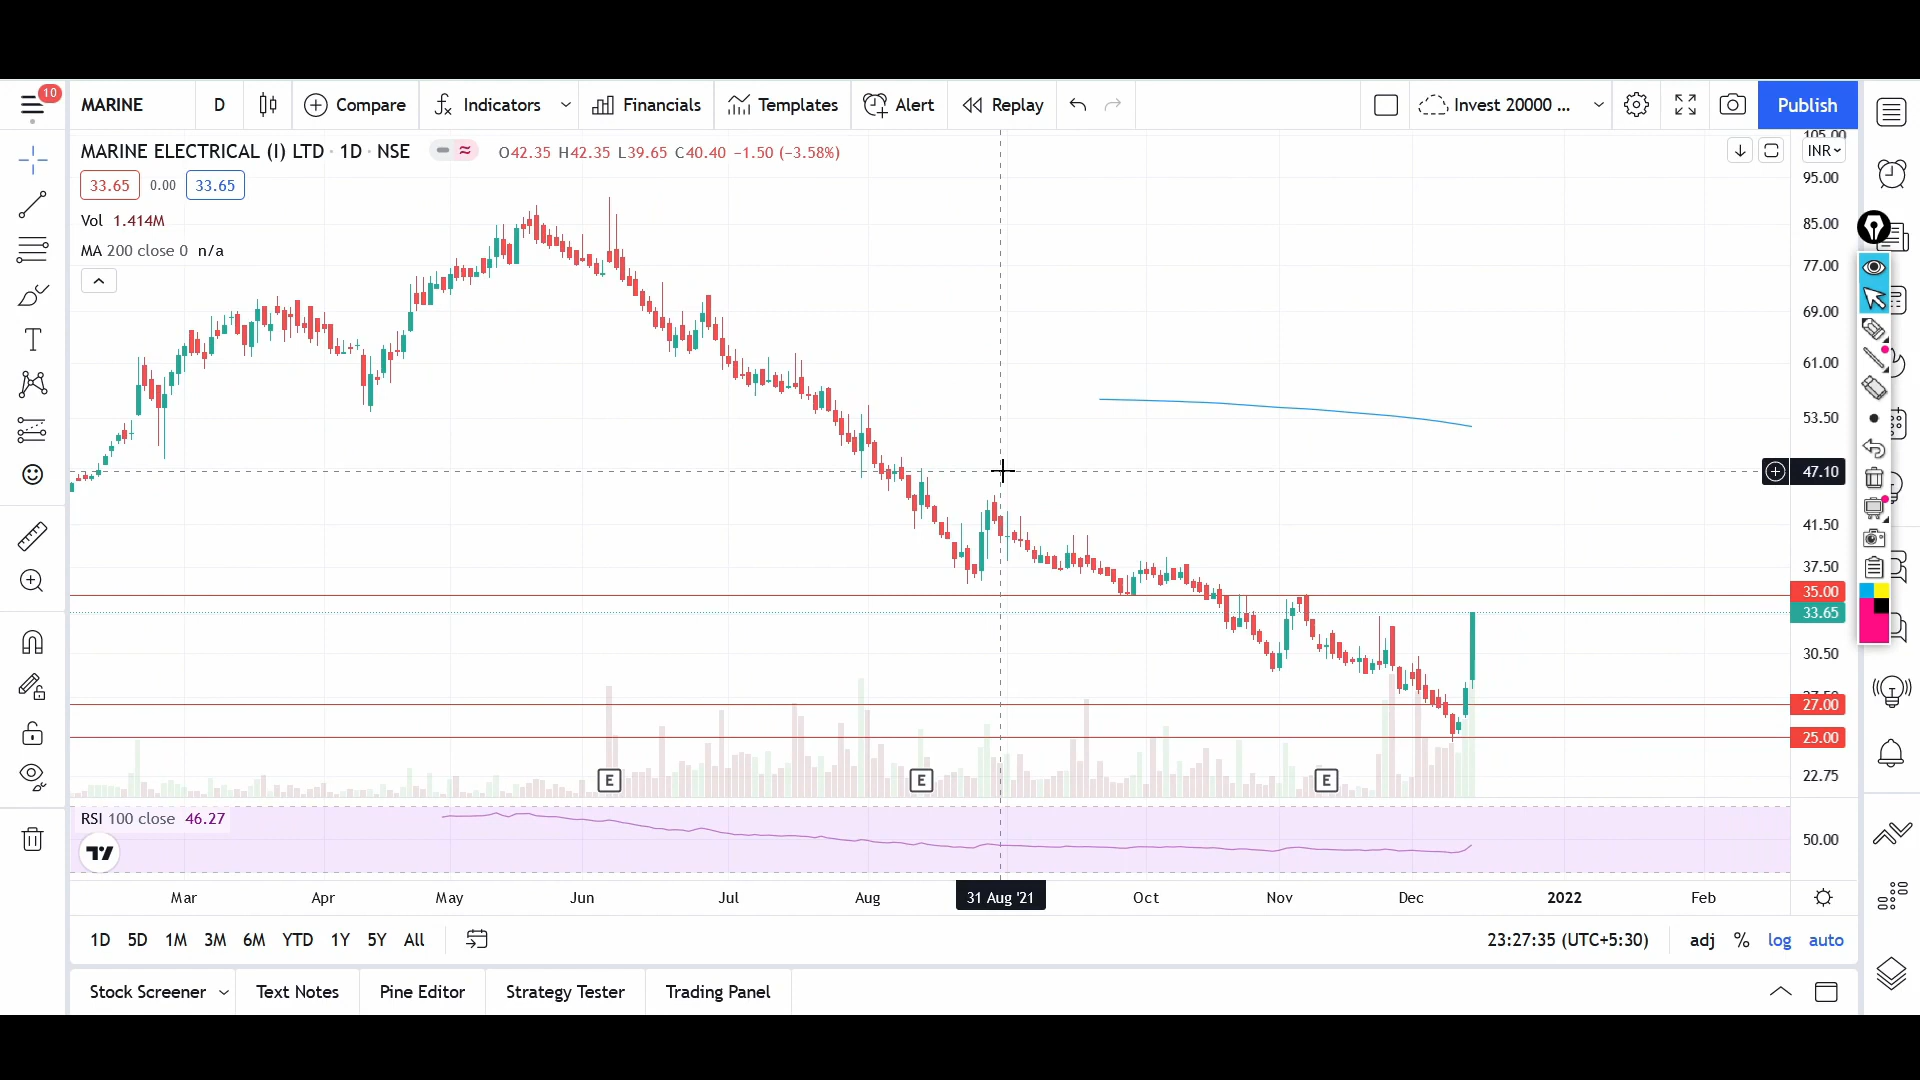 10
MARINE
D
Compare
Indicators
Financials
Templates
Alert
Replay
Invest 20000 ...
Publish
MARINE ELECTRICAL (I) LTD · 1D · NSE
O42.35 H42.35 L39.65 C40.40 −1.50 (−3.58%)
INR
33.65 0.00 33.65
Vol 1.414M
MA 200 close 0 n/a
105.00
95.00
85.00
77.00
69.00
61.00
53.50
47.10
41.50
37.50
35.00
33.65
30.50
27.50
27.00
25.00
22.75
E E E
RSI 100 close 46.27
50.00
Mar Apr May Jun Jul Aug 31 Aug '21 Oct Nov Dec 2022 Feb
1D 5D 1M 3M 6M YTD 1Y 5Y All
23:27:35 (UTC+5:30) adj % log auto
Stock Screener Text Notes Pine Editor Strategy Tester Trading Panel